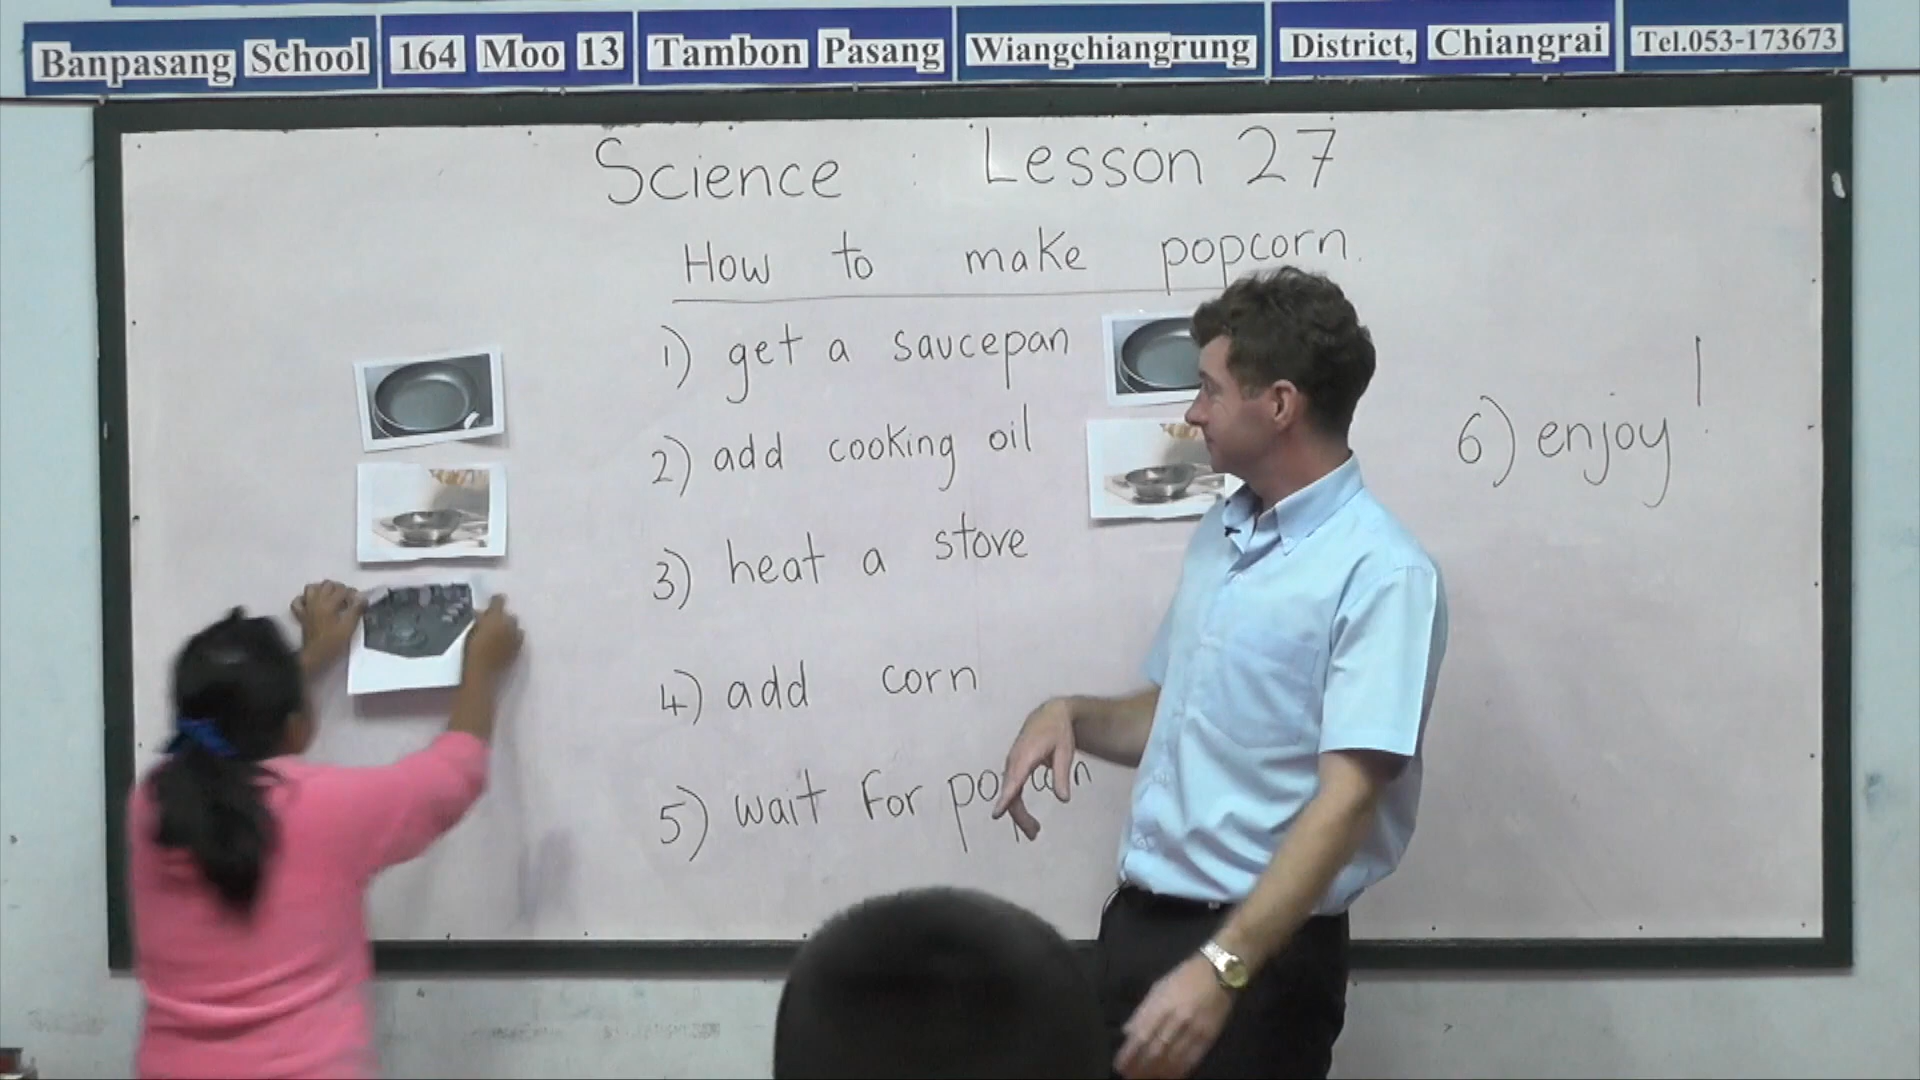 Banpasang School 164 Moo 13 Tambon Pasang Wiangchiangrung District, Chiangrai Tel.053-173673
Science : Lesson 27
How to make popcorn.
1) get a saucepan
2) add cooking oil
3) heat a stove
4) add corn
5) wait for
6) enjoy!